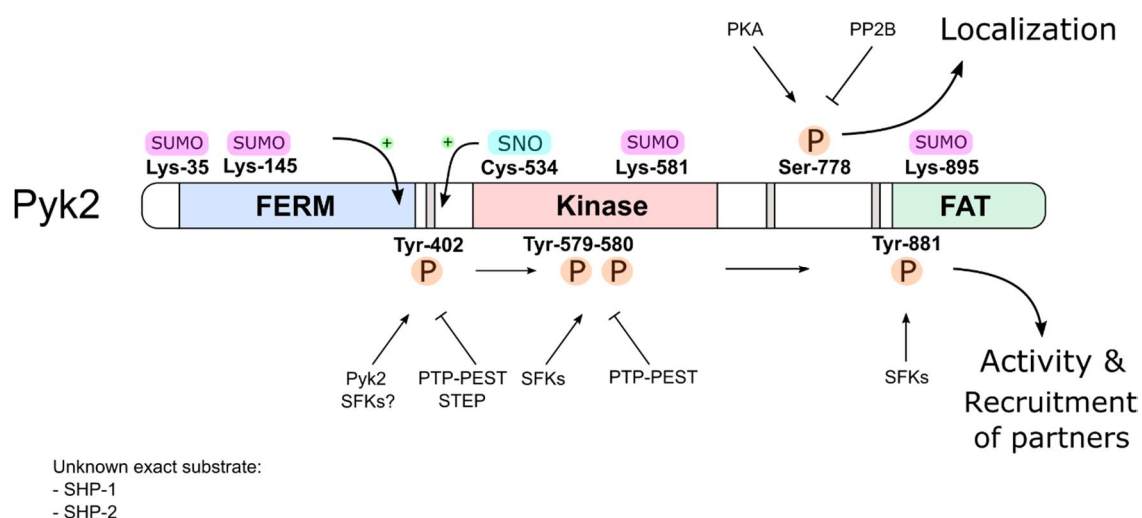 PKA
PP2B
Localization
P
SUMO
SUMO
+
+
SNO
SUMO
SUMO
Lys-35
Lys-145
Cys-534
Lys-581
Ser-778
Lys-895
Pyk2
FERM
Kinase
FAT
Tyr-402
Tyr-579-580
Tyr-881
P
P
P
P
Pyk2
SFKs?
PTP-PEST
STEP
SFKs
PTP-PEST
SFKs
Activity &
Recruitment
of partners
Unknown exact substrate:
- SHP-1
- SHP-2